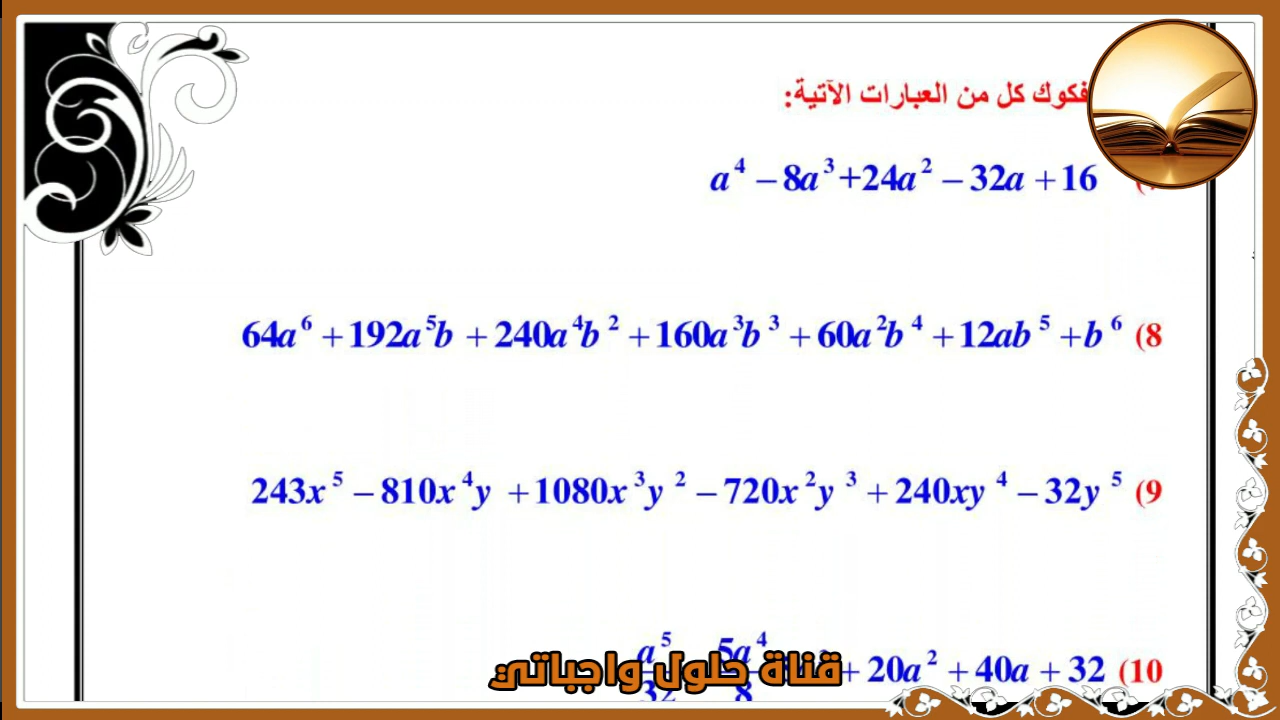 فكوك كل من العبارات الآتية:
a⁴ – 8a³ + 24a² – 32a + 16
8) 64a⁶ + 192a⁵b + 240a⁴b² + 160a³b³ + 60a²b⁴ + 12ab⁵ + b⁶
9) 243x⁵ – 810x⁴y + 1080x³y² – 720x²y³ + 240xy⁴ – 32y⁵
10) + 20a² + 40a + 32
قناة حلول واجباتي